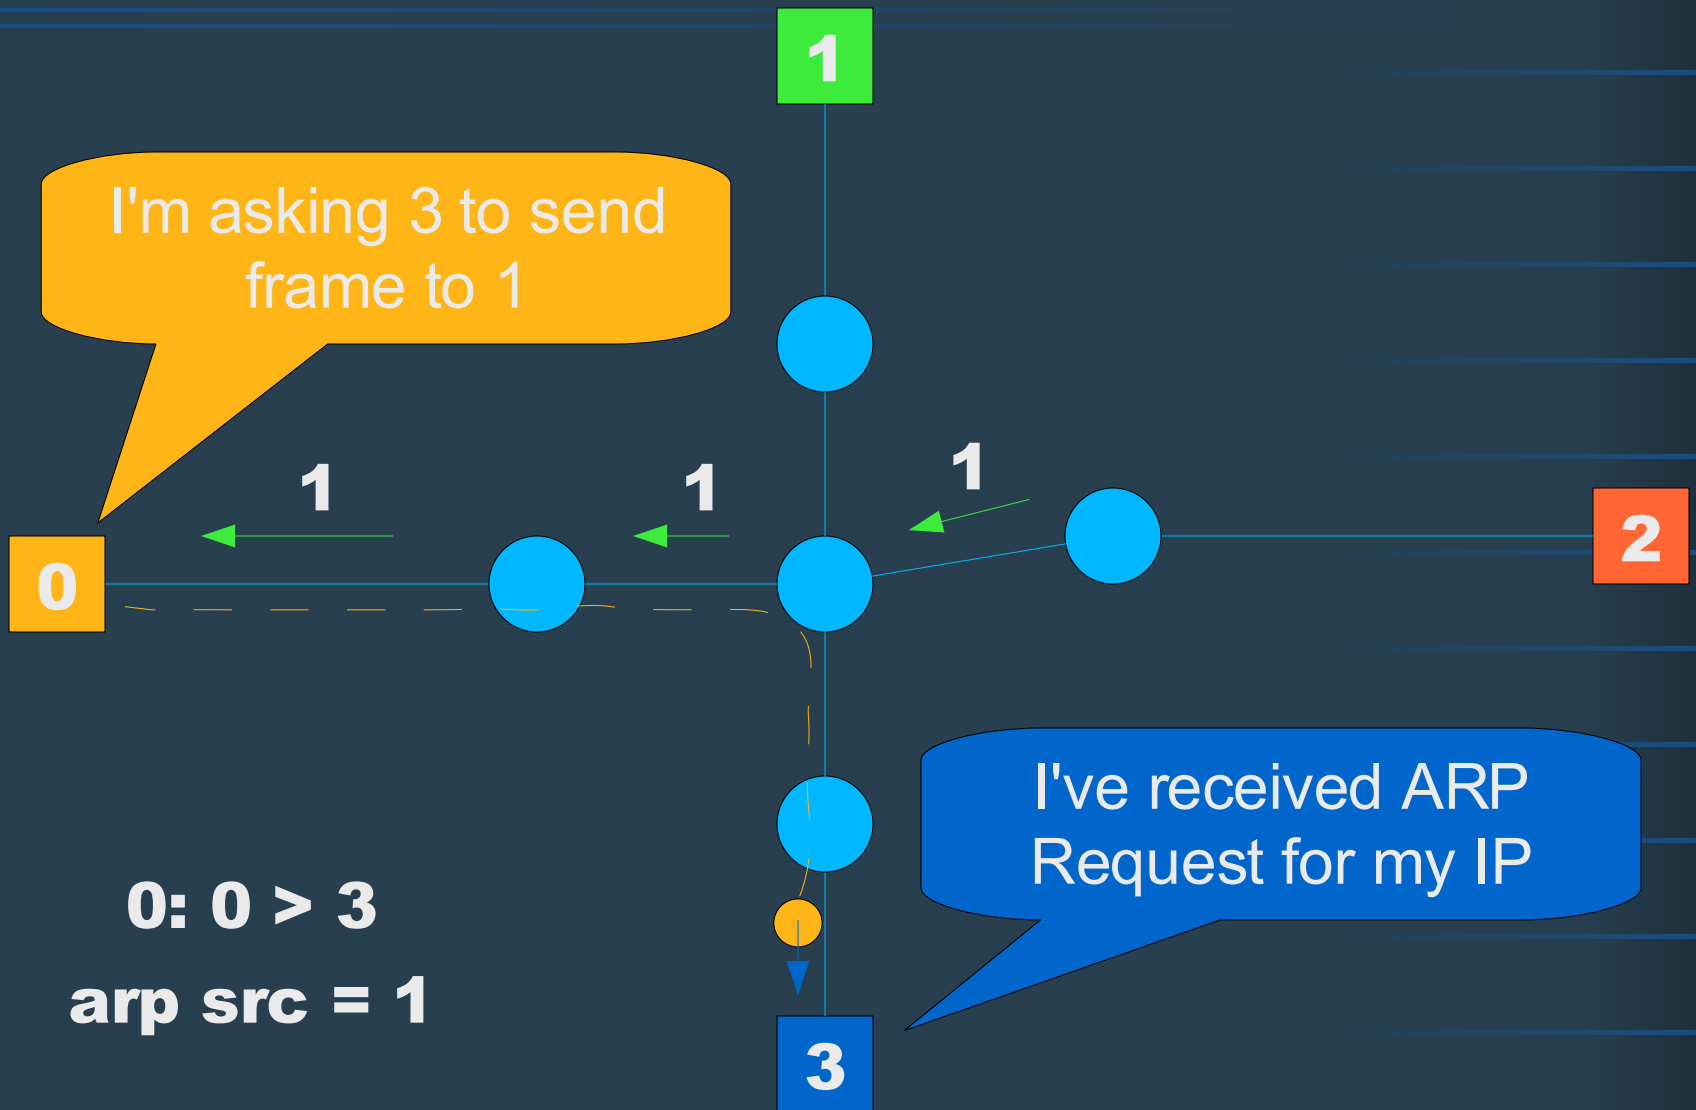 1
I'm asking 3 to send
frame to 1
1
1
1
0
2
I've received ARP
Request for my IP
0: 0 > 3
arp src = 1
3